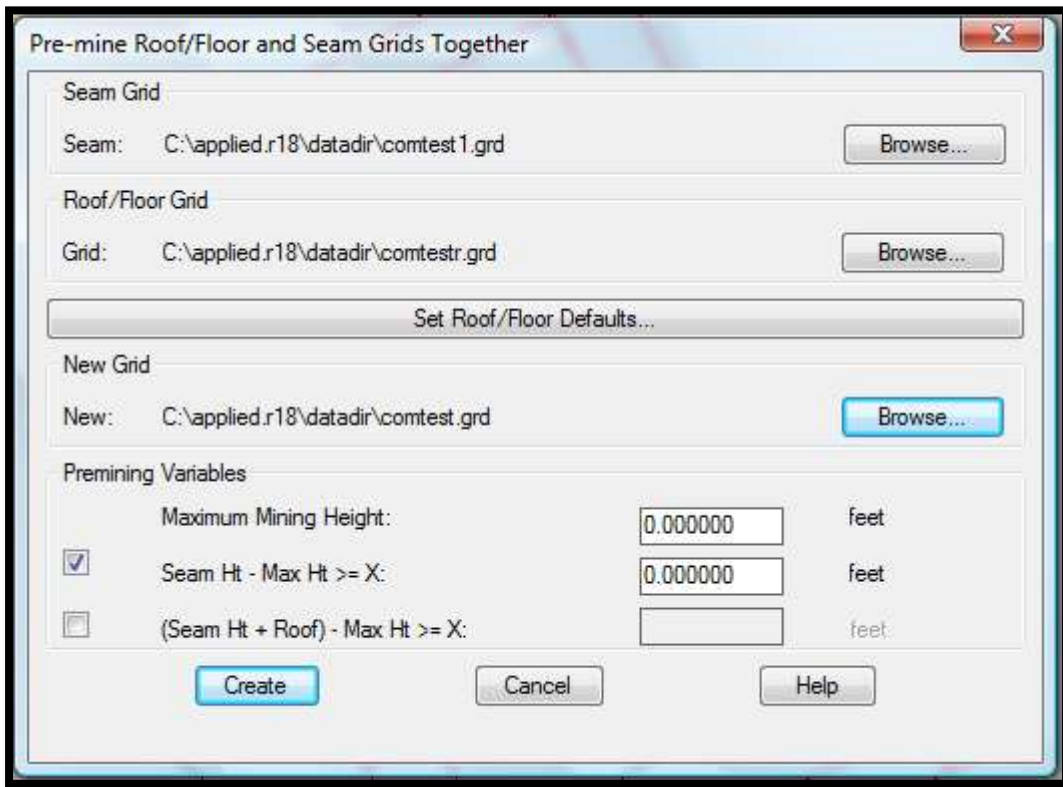 Pre-mine Roof/Floor and Seam Grids Together
Seam Grid
Seam: C:\applied.r18\datadir\comtest1.grd Browse...
Roof/Floor Grid
Grid: C:\applied.r18\datadir\comtestr.grd Browse...
Set Roof/Floor Defaults...
New Grid
New: C:\applied.r18\datadir\comtest.grd Browse...
Premining Variables
Maximum Mining Height: 0.000000 feet
Seam Ht - Max Ht >= X: 0.000000 feet
(Seam Ht + Roof) - Max Ht >= X: feet
Create Cancel Help